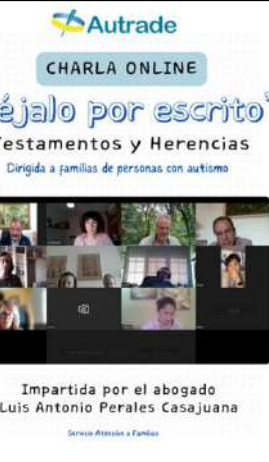 Autrade
CHARLA ONLINE
éjalo por escrito"
Testamentos y Herencias
Dirigida a familias de personas con autismo
Impartida por el abogado
Luis Antonio Perales Casajuana
Servicio Atención a Familias